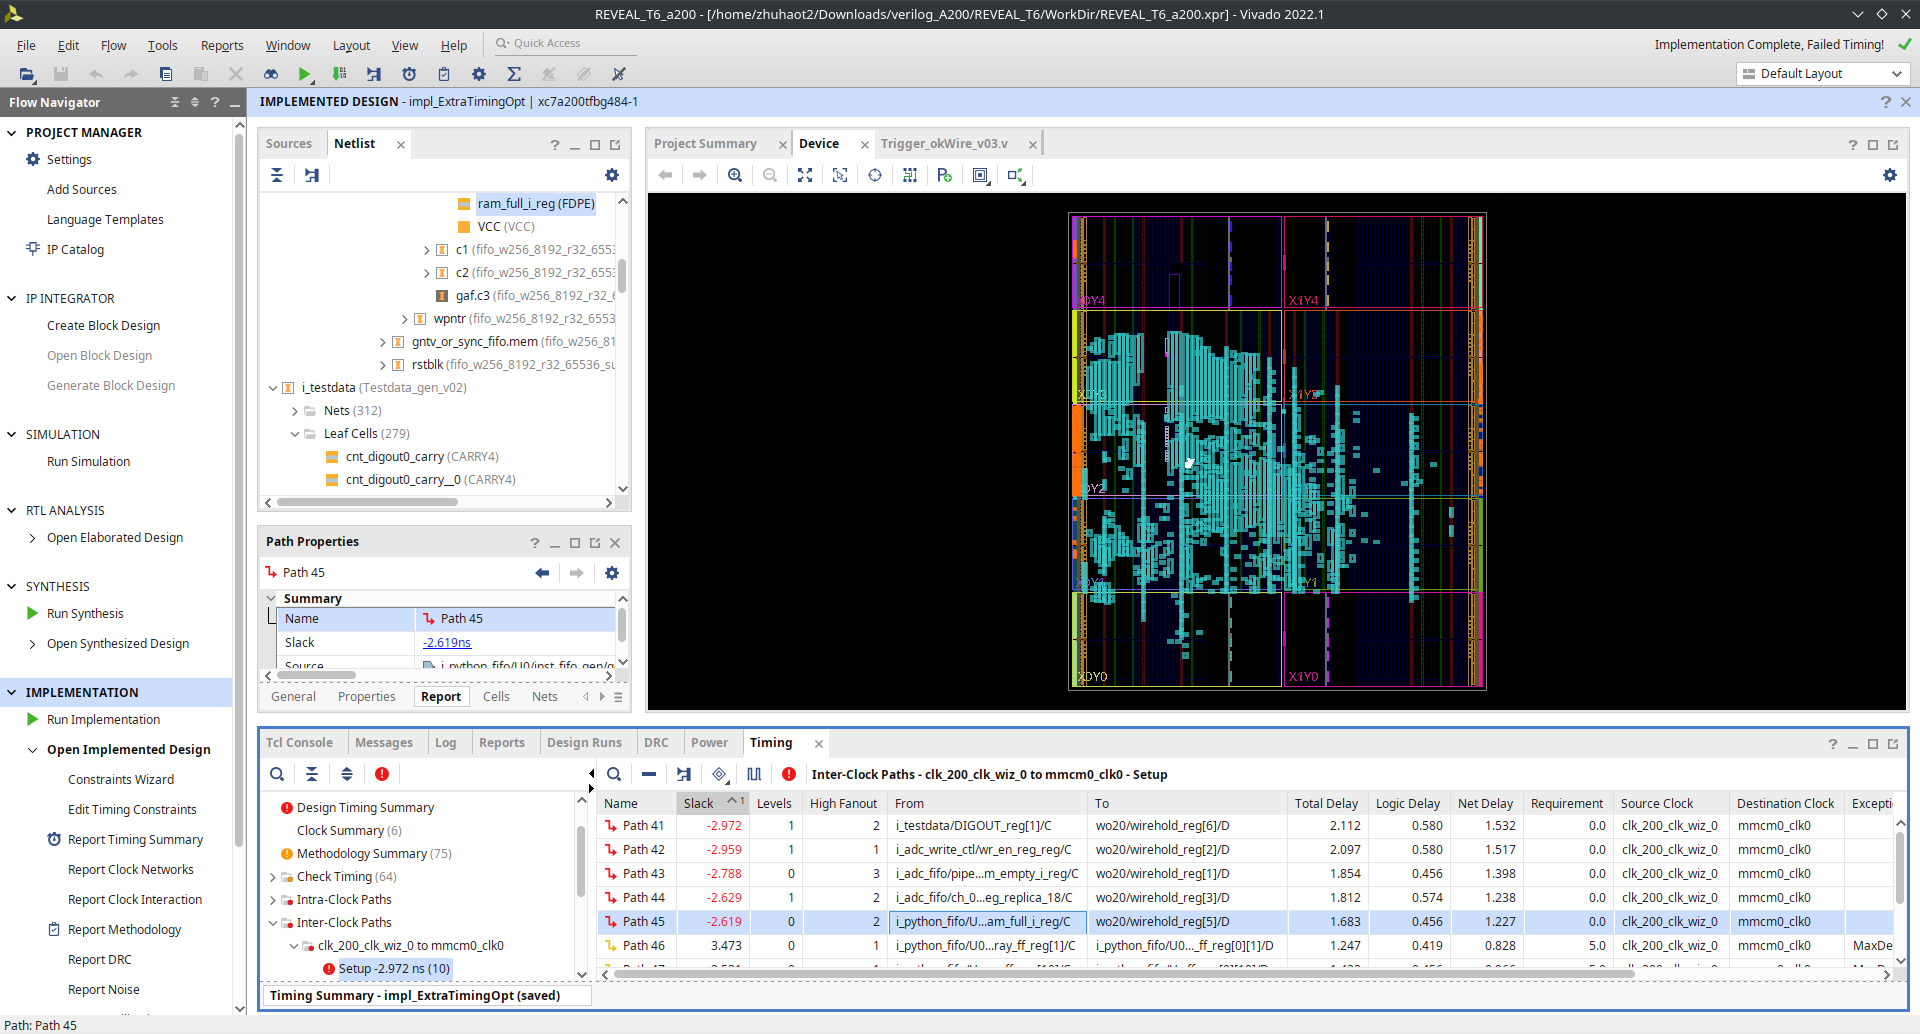 REVEAL_T6_a200 - [/home/zhuhaot2/Downloads/verilog_A200/REVEAL_T6/WorkDir/REVEAL_T6_a200.xpr] - Vivado 2022.1
File Edit Flow Tools Reports Window Layout View Help Quick Access
Implementation Complete, Failed Timing!
Default Layout
Flow Navigator
PROJECT MANAGER
Settings
Add Sources
Language Templates
IP Catalog
IP INTEGRATOR
Create Block Design
Open Block Design
Generate Block Design
SIMULATION
Run Simulation
RTL ANALYSIS
Open Elaborated Design
SYNTHESIS
Run Synthesis
Open Synthesized Design
IMPLEMENTATION
Run Implementation
Open Implemented Design
Constraints Wizard
Edit Timing Constraints
Report Timing Summary
Report Clock Networks
Report Clock Interaction
Report Methodology
Report DRC
Report Noise
IMPLEMENTED DESIGN - impl_ExtraTimingOpt | xc7a200tfbg484-1
Sources Netlist
ram_full_i_reg (FDPE)
VCC (VCC)
c1 (fifo_w256_8192_r32_6553
c2 (fifo_w256_8192_r32_6553
gaf.c3 (fifo_w256_8192_r32_6
wpntr (fifo_w256_8192_r32_6553
gntv_or_sync_fifo.mem (fifo_w256_81
rstblk (fifo_w256_8192_r32_65536_su
i_testdata (Testdata_gen_v02)
Nets (312)
Leaf Cells (279)
cnt_digout0_carry (CARRY4)
cnt_digout0_carry__0 (CARRY4)
Path Properties
Path 45
Summary
Name Path 45
Slack -2.619ns
Source i_python_fifo/U0/inst_fifo_gen/g
General Properties Report Cells Nets
Project Summary Device Trigger_okWire_v03.v
X1Y4
X0Y0
X1Y0
Tcl Console Messages Log Reports Design Runs DRC Power Timing
Design Timing Summary
Clock Summary (6)
Methodology Summary (75)
Check Timing (64)
Intra-Clock Paths
Inter-Clock Paths
clk_200_clk_wiz_0 to mmcm0_clk0
Setup -2.972 ns (10)
Inter-Clock Paths - clk_200_clk_wiz_0 to mmcm0_clk0 - Setup
Name Slack 1 Levels High Fanout From To Total Delay Logic Delay Net Delay Requirement Source Clock Destination Clock Excepti
Path 41 -2.972 1 2 i_testdata/DIGOUT_reg[1]/C wo20/wirehold_reg[6]/D 2.112 0.580 1.532 0.0 clk_200_clk_wiz_0 mmcm0_clk0
Path 42 -2.959 1 1 i_adc_write_ctl/wr_en_reg_reg/C wo20/wirehold_reg[2]/D 2.097 0.580 1.517 0.0 clk_200_clk_wiz_0 mmcm0_clk0
Path 43 -2.788 0 3 i_adc_fifo/pipe...m_empty_i_reg/C wo20/wirehold_reg[1]/D 1.854 0.456 1.398 0.0 clk_200_clk_wiz_0 mmcm0_clk0
Path 44 -2.629 1 2 i_adc_fifo/ch_0...eg_replica_18/C wo20/wirehold_reg[3]/D 1.812 0.574 1.238 0.0 clk_200_clk_wiz_0 mmcm0_clk0
Path 45 -2.619 0 2 i_python_fifo/U...am_full_i_reg/C wo20/wirehold_reg[5]/D 1.683 0.456 1.227 0.0 clk_200_clk_wiz_0 mmcm0_clk0
Path 46 3.473 0 1 i_python_fifo/U0...ray_ff_reg[1]/C i_python_fifo/U0..._ff_reg[0][1]/D 1.247 0.419 0.828 5.0 clk_200_clk_wiz_0 mmcm0_clk0 MaxDe
Timing Summary - impl_ExtraTimingOpt (saved)
Path: Path 45